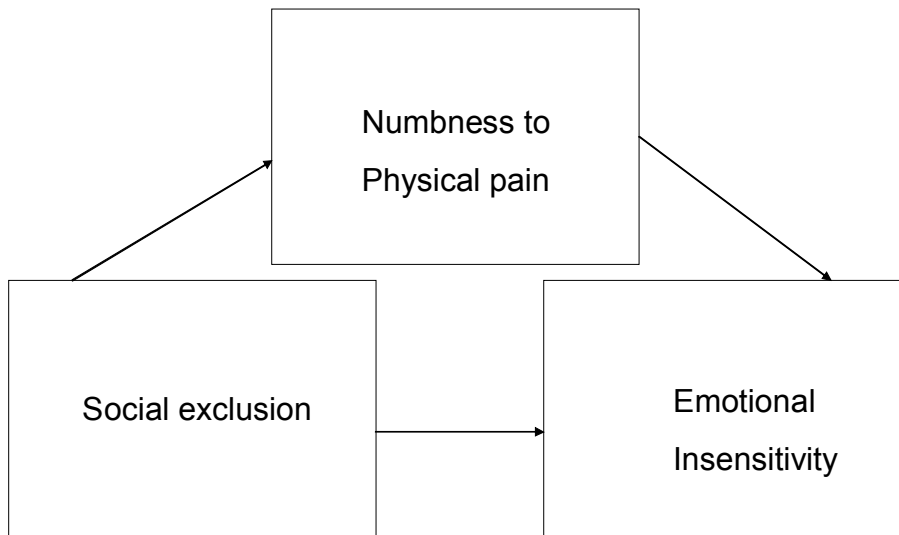 Numbness to
Physical pain
Social exclusion
Emotional
Insensitivity